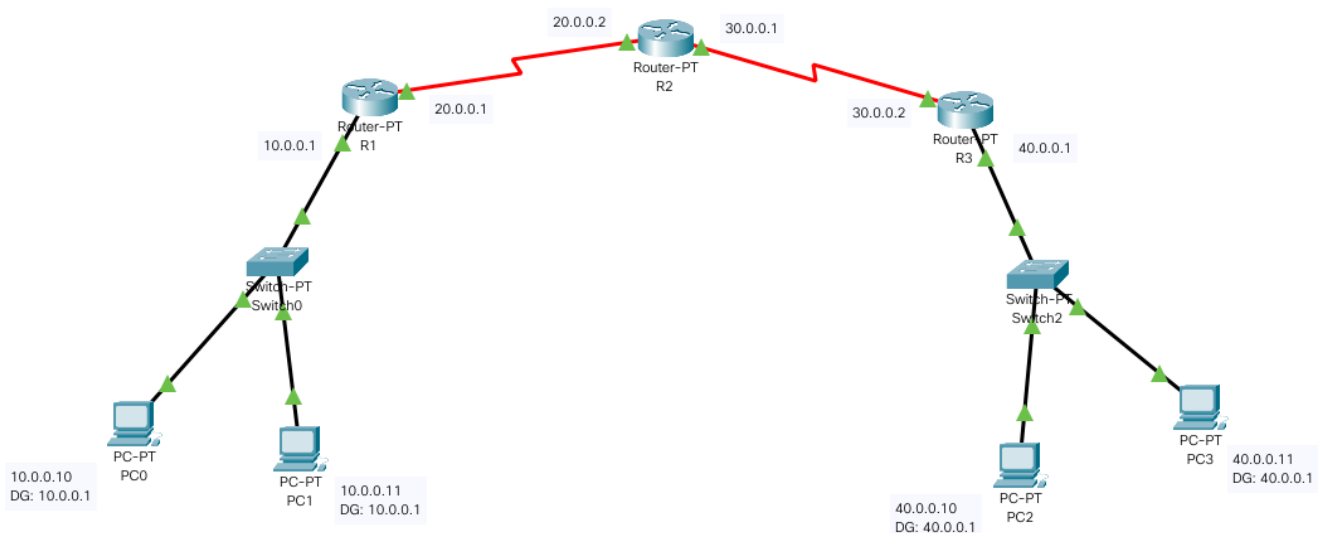 20.0.0.2
30.0.0.1
Router-PT
R2
20.0.0.1
30.0.0.2
Router-PT
R1
10.0.0.1
Router-PT
R3
40.0.0.1
Switch-PT
Switch0
Switch-PT
Switch2
PC-PT
PC0
10.0.0.10
DG: 10.0.0.1
PC-PT
PC1
10.0.0.11
DG: 10.0.0.1
PC-PT
PC2
40.0.0.10
DG: 40.0.0.1
PC-PT
PC3
40.0.0.11
DG: 40.0.0.1